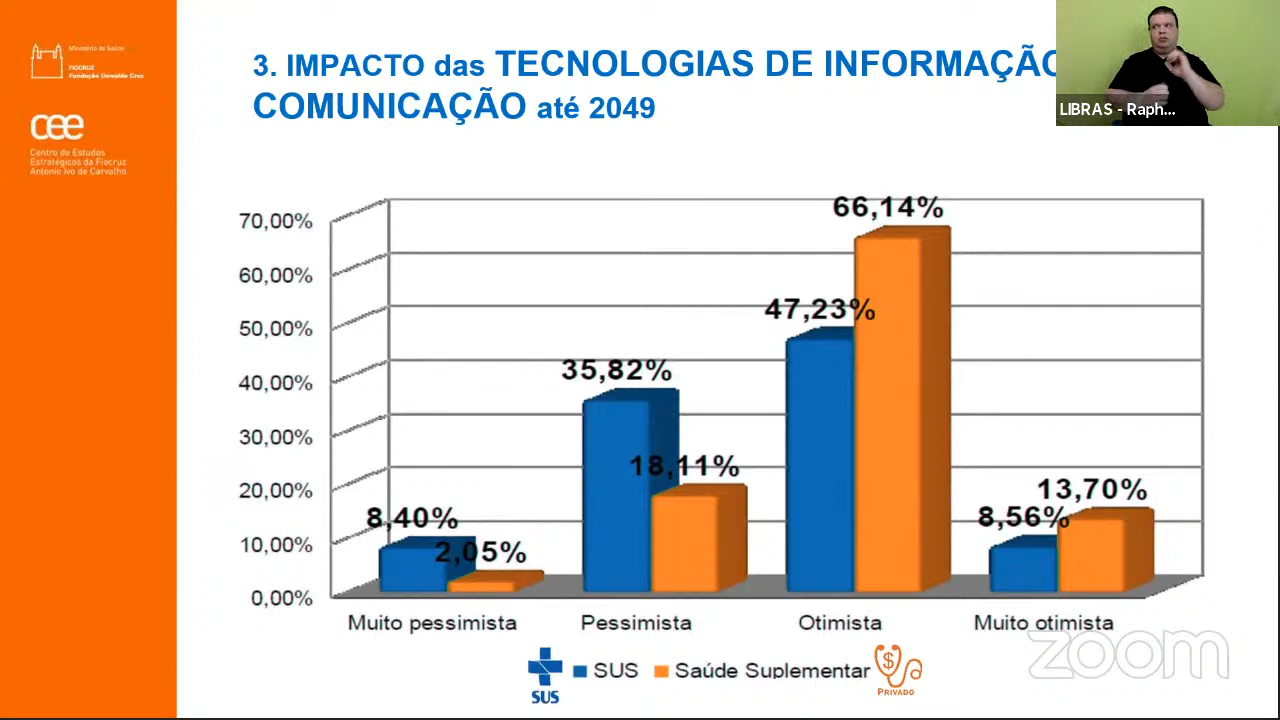 Ministério da Saúde
FIOCRUZ
Fundação Oswaldo Cruz
cee
Centro de Estudos
Estratégicos da Fiocruz
Antonio Ivo de Carvalho
3. IMPACTO das TECNOLOGIAS DE INFORMAÇÃO
COMUNICAÇÃO até 2049
LIBRAS - Raph...
70,00%
60,00%
50,00%
40,00%
30,00%
20,00%
10,00%
0,00%
8,40%
2,05%
35,82%
18,11%
47,23%
66,14%
8,56%
13,70%
Muito pessimista
Pessimista
Otimista
Muito otimista
SUS
SUS
Saúde Suplementar
PRIVADO
zoom